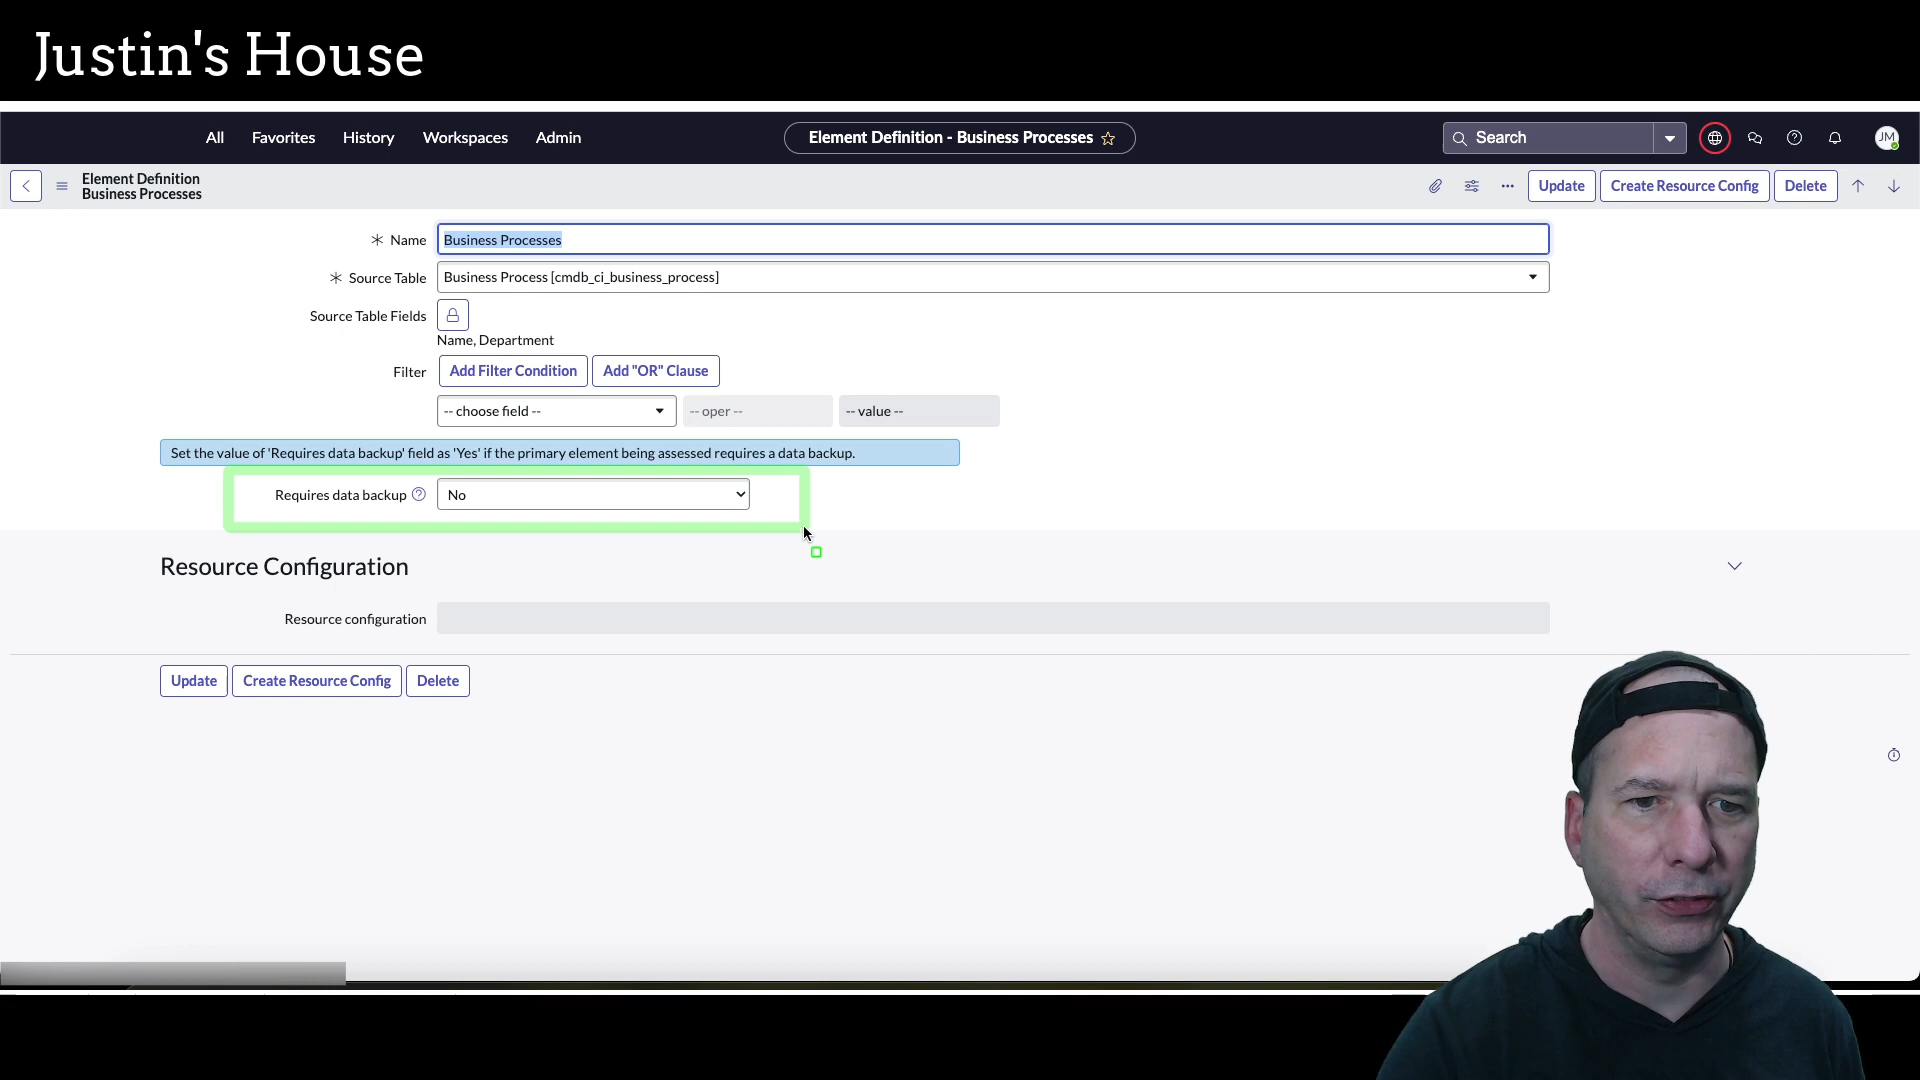 Justin's House
All Favorites History Workspaces Admin Element Definition - Business Processes Search JM
Element Definition
Business Processes
Update Create Resource Config Delete
Name Business Processes
Source Table Business Process [cmdb_ci_business_process]
Source Table Fields
Name, Department
Filter Add Filter Condition Add "OR" Clause
-- choose field -- -- oper -- -- value --
Set the value of 'Requires data backup' field as 'Yes' if the primary element being assessed requires a data backup.
Requires data backup No
Resource Configuration
Resource configuration
Update Create Resource Config Delete